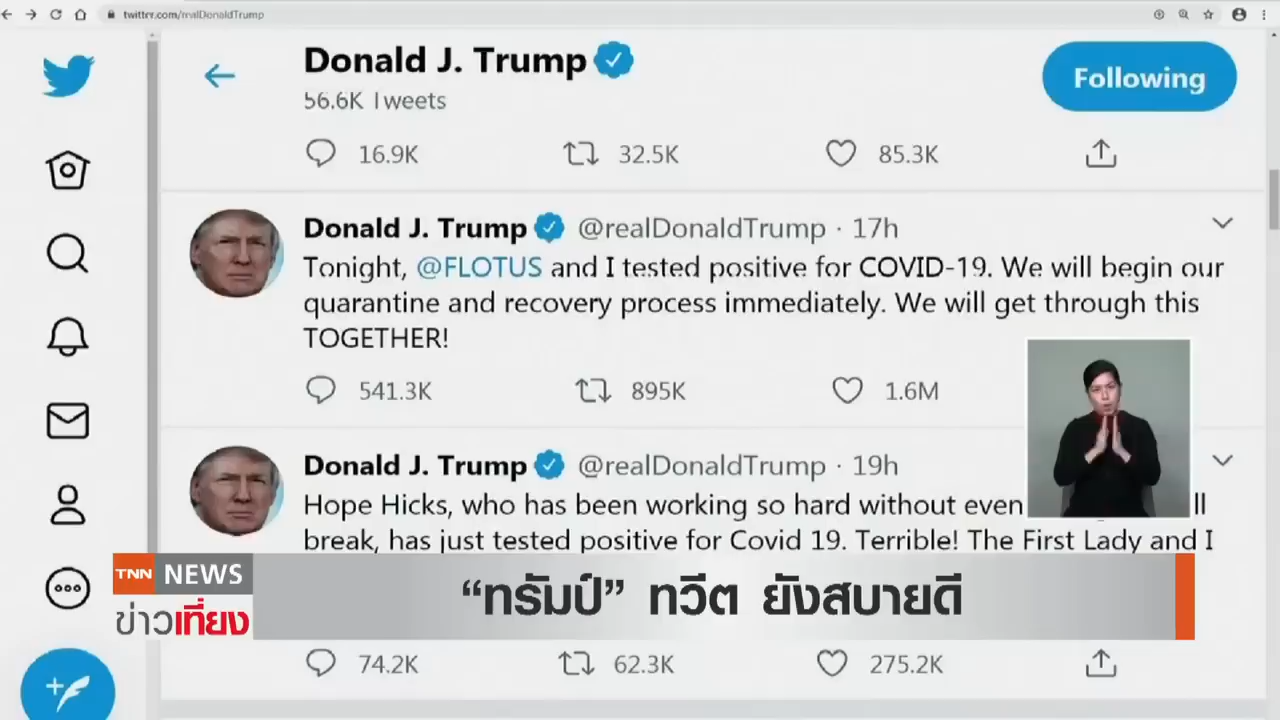 twitter.com/realDonaldTrump
Donald J. Trump
56.6K Tweets
Following
16.9K 32.5K 85.3K
Donald J. Trump @realDonaldTrump · 17h
Tonight, @FLOTUS and I tested positive for COVID-19. We will begin our
quarantine and recovery process immediately. We will get through this
TOGETHER!
541.3K 895K 1.6M
Donald J. Trump @realDonaldTrump · 19h
Hope Hicks, who has been working so hard without even
break, has just tested positive for Covid 19. Terrible! The First Lady and I
TNN NEWS
ข่าวเที่ยง
“ทรัมป์” ทวีต ยังสบายดี
74.2K 62.3K 275.2K